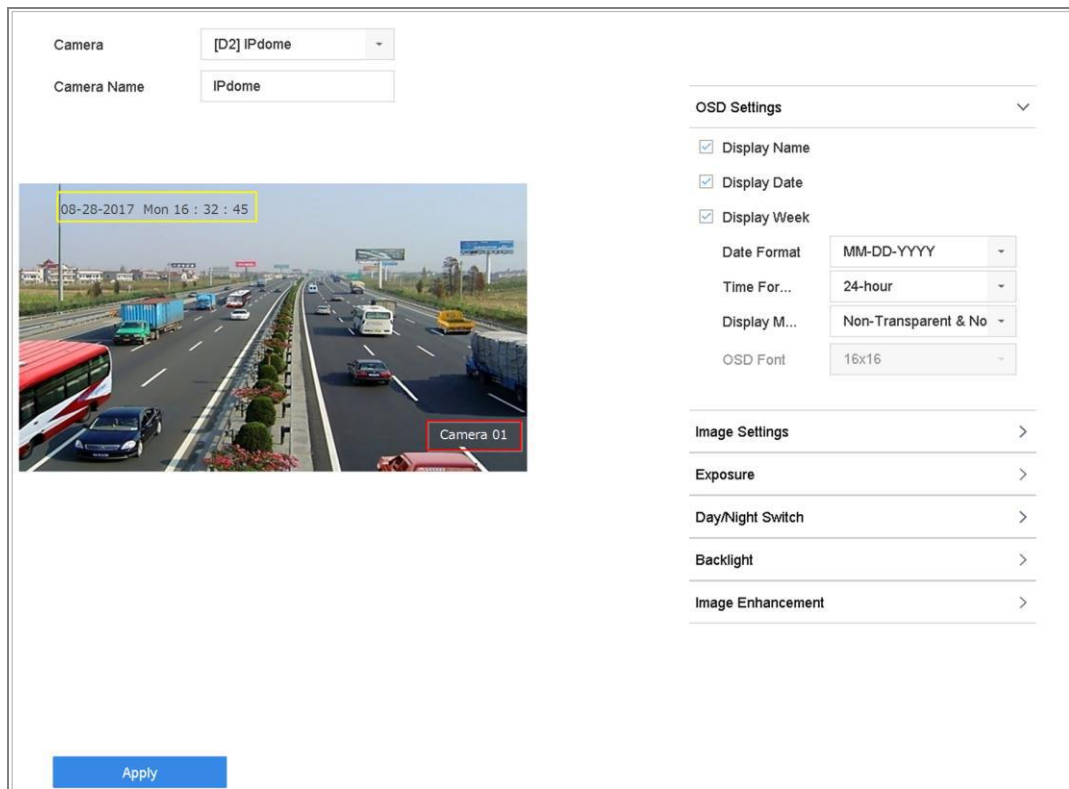 Camera
[D2] IPdome
Camera Name
IPdome
08-28-2017 Mon 16 : 32 : 45
Camera 01
OSD Settings
Display Name
Display Date
Display Week
Date Format
MM-DD-YYYY
Time For...
24-hour
Display M...
Non-Transparent & No
OSD Font
16x16
Image Settings
Exposure
Day/Night Switch
Backlight
Image Enhancement
Apply